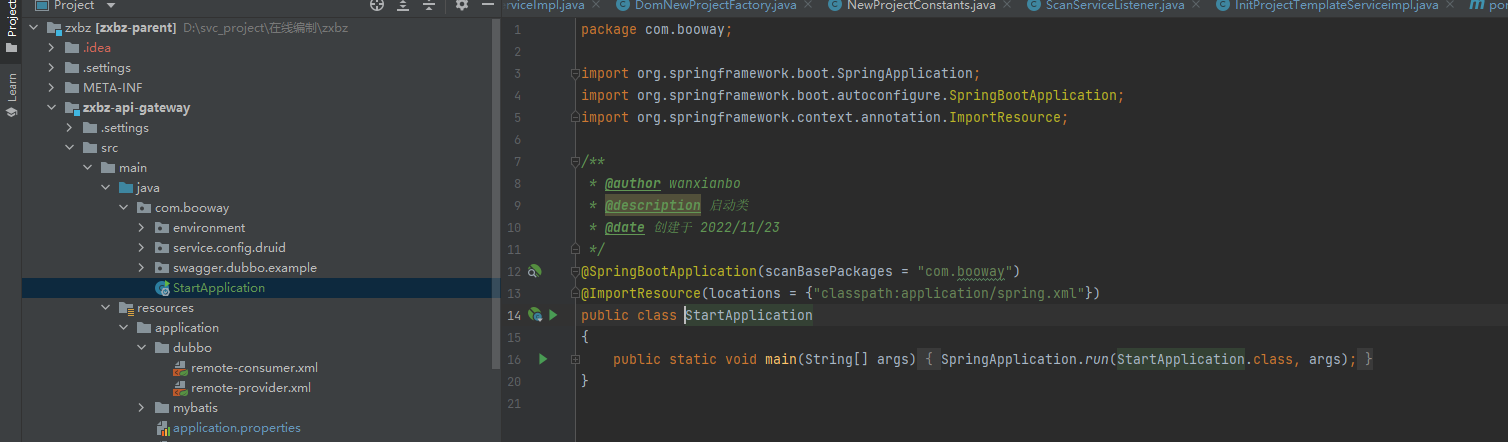 Project
rviceImpl.java
DomNewProjectFactory.java
NewProjectConstants.java
ScanServiceListener.java
InitProjectTemplateServiceimpl.java
Project
Learn
zxbz [zxbz-parent] D:\svc_project\在线编制\zxbz
.idea
.settings
META-INF
zxbz-api-gateway
.settings
src
main
java
com.booway
environment
service.config.druid
swagger.dubbo.example
StartApplication
resources
application
dubbo
remote-consumer.xml
remote-provider.xml
mybatis
application.properties
1 package com.booway;
2
3 import org.springframework.boot.SpringApplication;
4 import org.springframework.boot.autoconfigure.SpringBootApplication;
5 import org.springframework.context.annotation.ImportResource;
6
7 /**
8 * @author wanxianbo
9 * @description 启动类
10 * @date 创建于 2022/11/23
11 */
12 @SpringBootApplication(scanBasePackages = "com.booway")
13 @ImportResource(locations = {"classpath:application/spring.xml"})
14 public class StartApplication
15 {
16 public static void main(String[] args) { SpringApplication.run(StartApplication.class, args); }
20 }
21